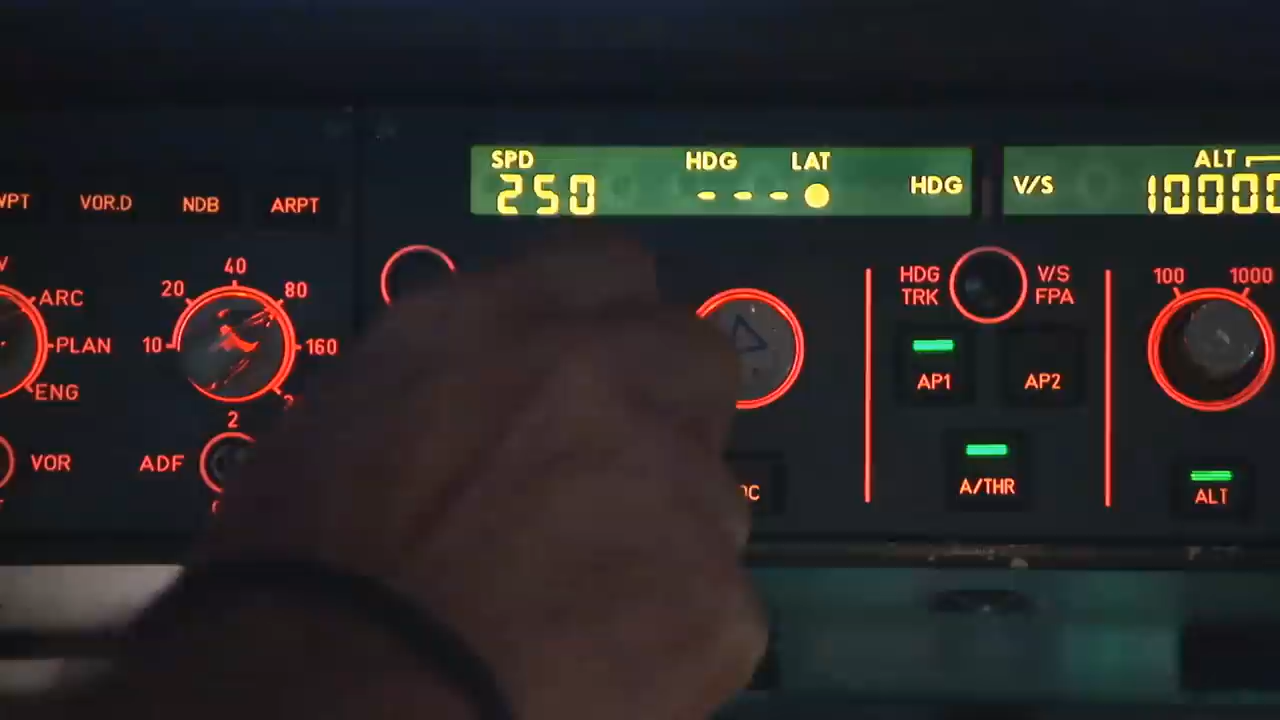 SPD HDG LAT
250 - - - HDG
V/S ALT
10000
VOR.D NDB ARPT
ARC
PLAN
ENG
VOR
10 20 40 80 160
ADF
2
HDG V/S
TRK FPA
AP1 AP2
A/THR
100 1000
ALT